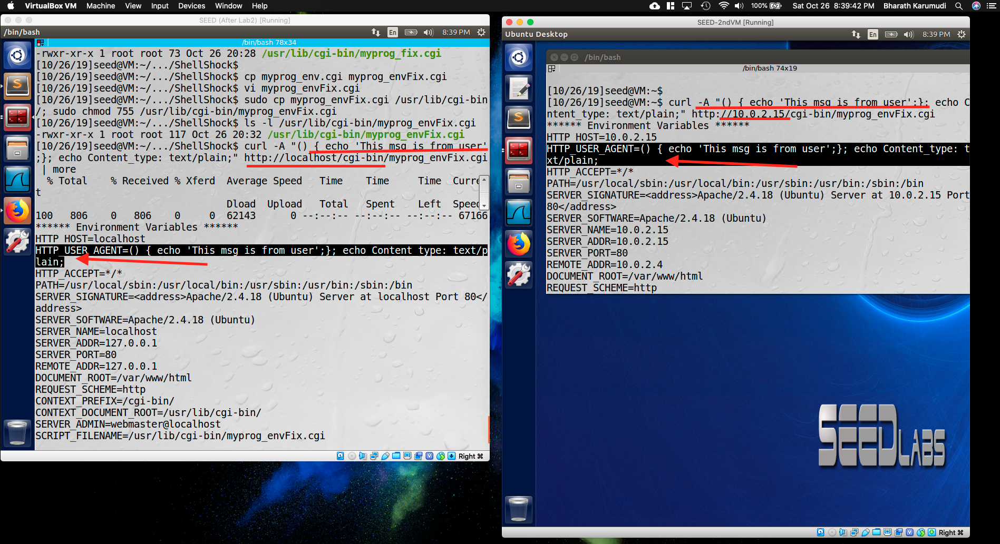 VirtualBox VM Machine View Input Devices Window Help 100% Sat Oct 26 8:39:42 PM Bharath Karumudi
SEED (After Lab2) [Running]
/bin/bash En 8:39 PM
/bin/bash 78x34
-rwxr-xr-x 1 root root 73 Oct 26 20:28 /usr/lib/cgi-bin/myprog_fix.cgi
[10/26/19]seed@VM:~/.../ShellShock$
[10/26/19]seed@VM:~/.../ShellShock$ cp myprog_env.cgi myprog_envFix.cgi
[10/26/19]seed@VM:~/.../ShellShock$ vi myprog_envFix.cgi
[10/26/19]seed@VM:~/.../ShellShock$ sudo cp myprog_envFix.cgi /usr/lib/cgi-bin
/; sudo chmod 755 /usr/lib/cgi-bin/myprog_envFix.cgi
[10/26/19]seed@VM:~/.../ShellShock$ ls -l /usr/lib/cgi-bin/myprog_envFix.cgi
-rwxr-xr-x 1 root root 117 Oct 26 20:32 /usr/lib/cgi-bin/myprog_envFix.cgi
[10/26/19]seed@VM:~/.../ShellShock$ curl -A "() { echo 'This msg is from user'
;}; echo Content_type: text/plain;" http://localhost/cgi-bin/myprog_envFix.cgi
| more
% Total % Received % Xferd Average Speed Time Time Time Curre
t
Dload Upload Total Spent Left Speed
100 806 0 806 0 0 62143 0 --:--:-- --:--:-- --:--:-- 67166
****** Environment Variables ******
HTTP_HOST=localhost
HTTP_USER_AGENT=() { echo 'This msg is from user';}; echo Content_type: text/p
lain;
HTTP_ACCEPT=*/*
PATH=/usr/local/sbin:/usr/local/bin:/usr/sbin:/usr/bin:/sbin:/bin
SERVER_SIGNATURE=<address>Apache/2.4.18 (Ubuntu) Server at localhost Port 80</
address>
SERVER_SOFTWARE=Apache/2.4.18 (Ubuntu)
SERVER_NAME=localhost
SERVER_ADDR=127.0.0.1
SERVER_PORT=80
REMOTE_ADDR=127.0.0.1
DOCUMENT_ROOT=/var/www/html
REQUEST_SCHEME=http
CONTEXT_PREFIX=/cgi-bin/
CONTEXT_DOCUMENT_ROOT=/usr/lib/cgi-bin/
SERVER_ADMIN=webmaster@localhost
SCRIPT_FILENAME=/usr/lib/cgi-bin/myprog_envFix.cgi
Right ⌘
SEED-2ndVM [Running]
Ubuntu Desktop En 8:39 PM
/bin/bash
/bin/bash 74x19
[10/26/19]seed@VM:~$
[10/26/19]seed@VM:~$ curl -A "() { echo 'This msg is from user';}; echo C
ntent_type: text/plain;" http://10.0.2.15/cgi-bin/myprog_envFix.cgi
****** Environment Variables ******
HTTP_HOST=10.0.2.15
HTTP_USER_AGENT=() { echo 'This msg is from user';}; echo Content_type: t
xt/plain;
HTTP_ACCEPT=*/*
PATH=/usr/local/sbin:/usr/local/bin:/usr/sbin:/usr/bin:/sbin:/bin
SERVER_SIGNATURE=<address>Apache/2.4.18 (Ubuntu) Server at 10.0.2.15 Port
80</address>
SERVER_SOFTWARE=Apache/2.4.18 (Ubuntu)
SERVER_NAME=10.0.2.15
SERVER_ADDR=10.0.2.15
SERVER_PORT=80
REMOTE_ADDR=10.0.2.4
DOCUMENT_ROOT=/var/www/html
REQUEST_SCHEME=http
SEEDLABS
Right ⌘